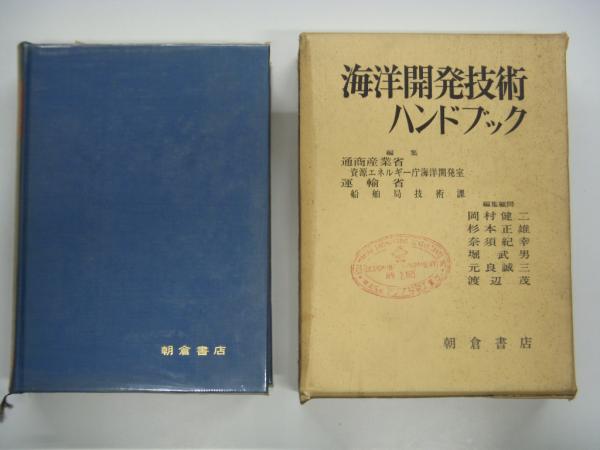 朝倉書店
海洋開発技術
ハンドブック
編集
通商産業省
資源エネルギー庁海洋開発室
運輸省
船舶局技術課
編集顧問
岡村健二
杉本正雄
奈須紀幸
堀武男
元良誠三
渡辺茂
朝倉書店